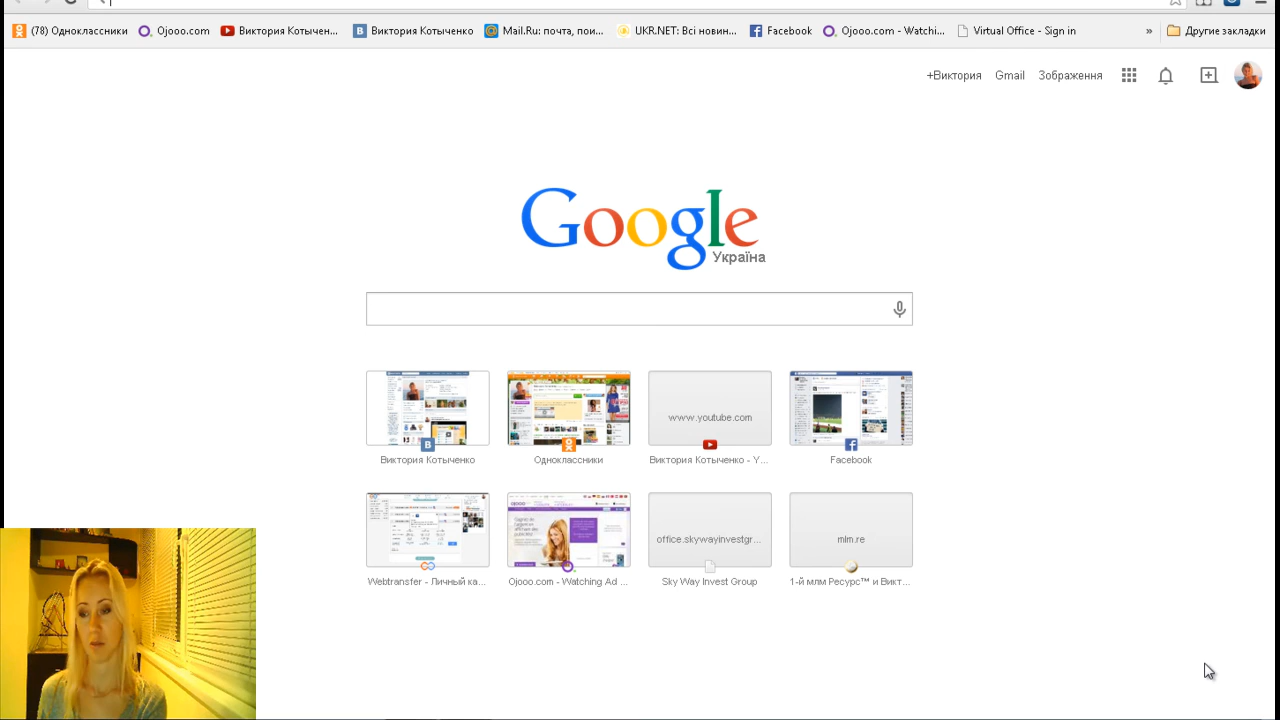 (78) Одноклассники Ojooo.com Виктория Котычен... Виктория Котыченко Mail.Ru: почта, пои... UKR.NET: Всі новин... Facebook Ojooo.com - Watchi... Virtual Office - Sign in » Другие закладки
+Виктория Gmail Зображення
Google
Україна
www.youtube.com
Виктория Котыченко Одноклассники Виктория Котыченко - Y... Facebook
office.skywayinvestgr... mlm.re
Webtransfer - Личный ка... Ojooo.com - Watching Ad ... Sky Way Invest Group 1-й млм Ресурс™ и Викт...